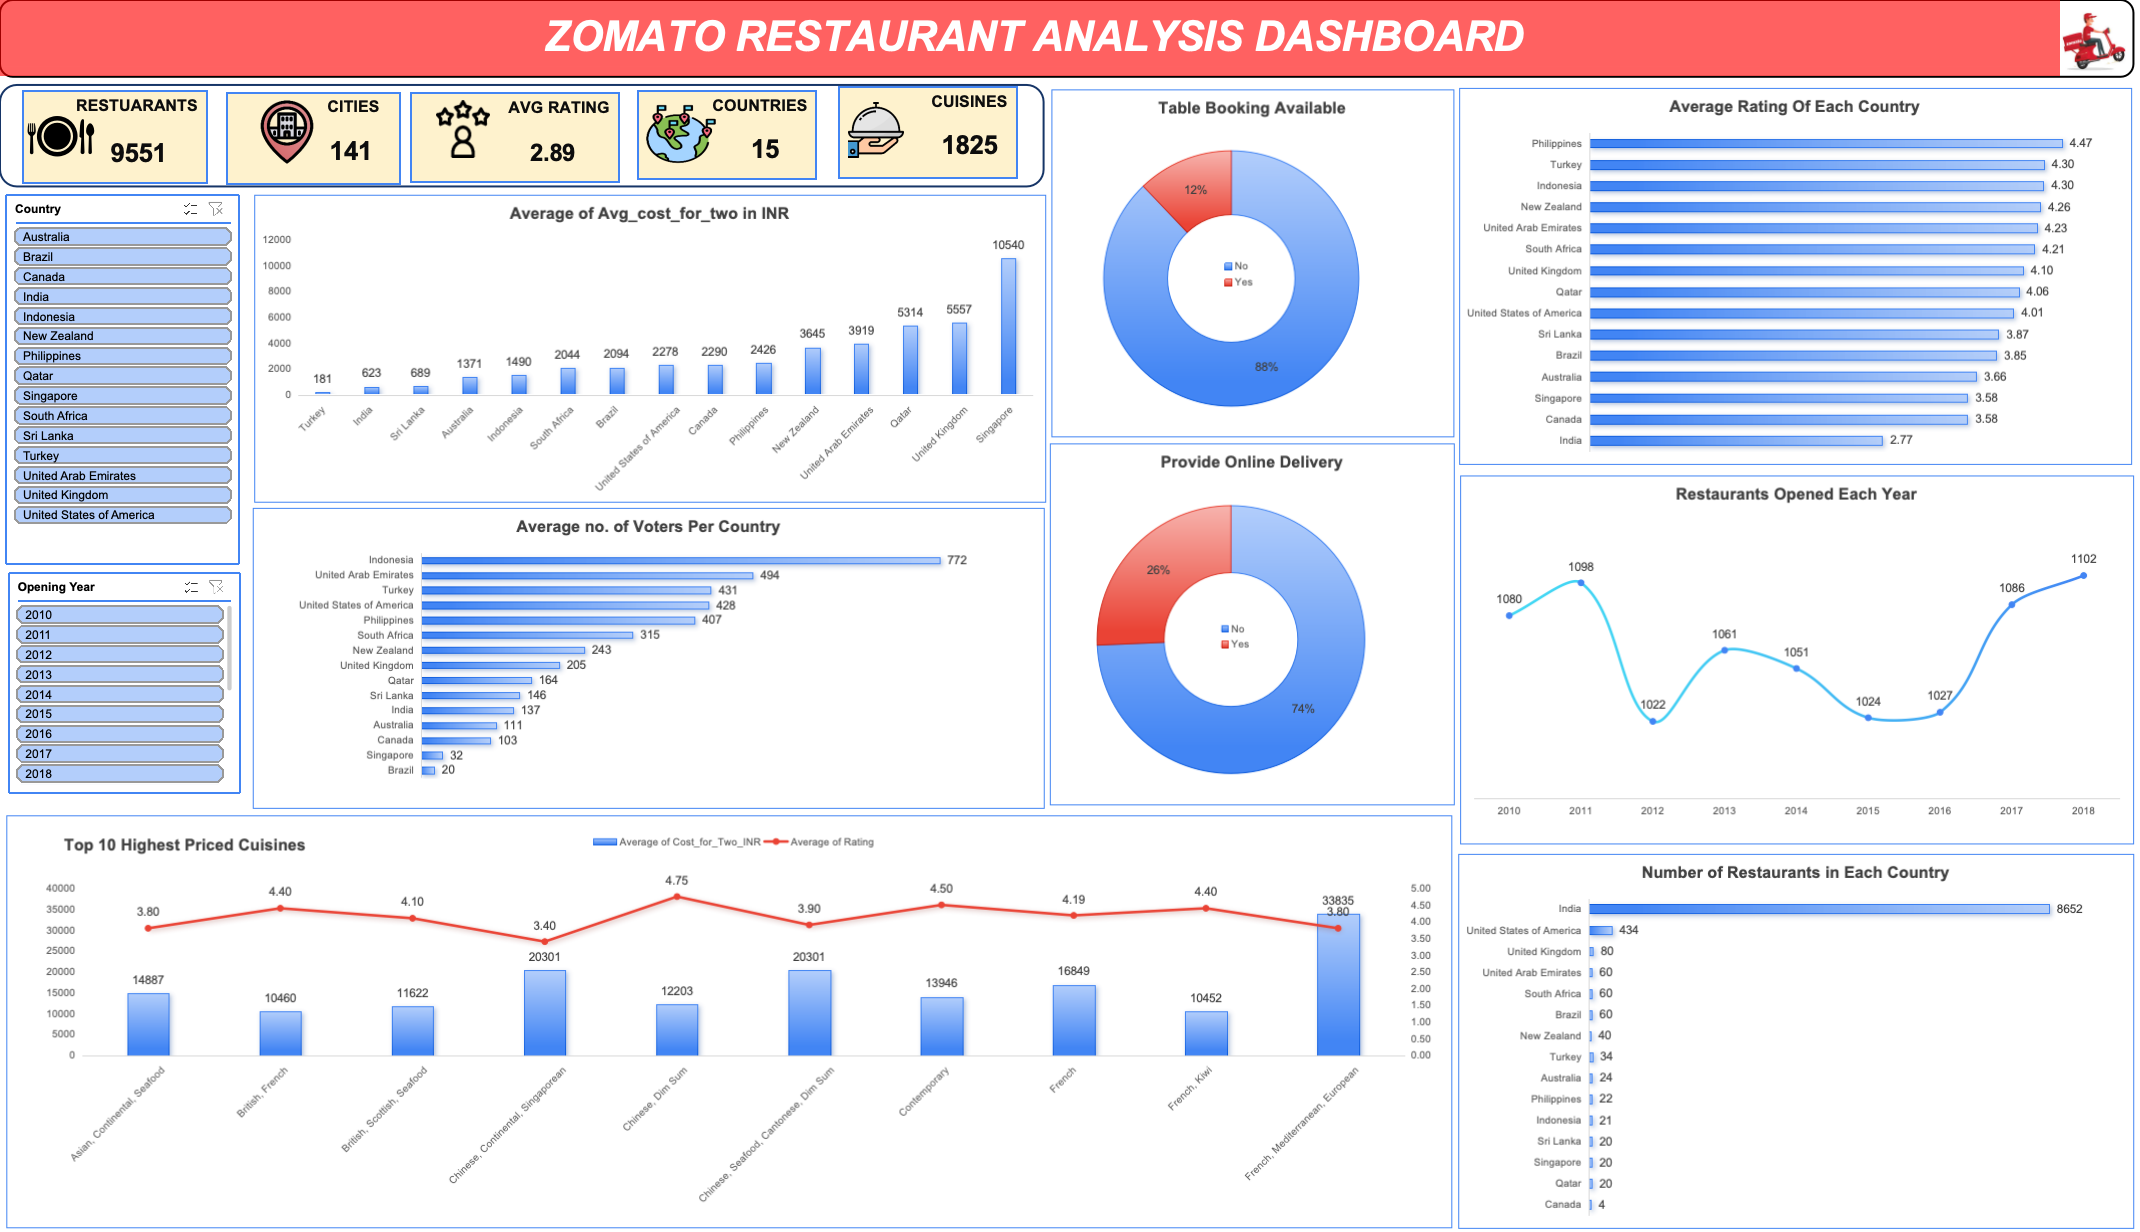 ZOMATO RESTAURANT ANALYSIS DASHBOARD
RESTUARANTS
9551
CITIES
141
AVG RATING
2.89
COUNTRIES
15
CUISINES
1825
Country
Australia
Brazil
Canada
India
Indonesia
New Zealand
Philippines
Qatar
Singapore
South Africa
Sri Lanka
Turkey
United Arab Emirates
United Kingdom
United States of America
Opening Year
2010
2011
2012
2013
2014
2015
2016
2017
2018
Average of Avg_cost_for_two in INR
12000
10000
8000
6000
4000
2000
0
181
623
689
1371
1490
2044
2094
2278
2290
2426
3645
3919
5314
5557
10540
Turkey
India
Sri Lanka
Australia
Indonesia
South Africa
Brazil
United States of America
Canada
Philippines
New Zealand
United Arab Emirates
Qatar
United Kingdom
Singapore
Average no. of Voters Per Country
Indonesia 772
United Arab Emirates 494
Turkey 431
United States of America 428
Philippines 407
South Africa 315
New Zealand 243
United Kingdom 205
Qatar 164
Sri Lanka 146
India 137
Australia 111
Canada 103
Singapore 32
Brazil 20
Table Booking Available
12%
No
Yes
88%
Provide Online Delivery
26%
No
Yes
74%
Average Rating Of Each Country
Philippines 4.47
Turkey 4.30
Indonesia 4.30
New Zealand 4.26
United Arab Emirates 4.23
South Africa 4.21
United Kingdom 4.10
Qatar 4.06
United States of America 4.01
Sri Lanka 3.87
Brazil 3.85
Australia 3.66
Singapore 3.58
Canada 3.58
India 2.77
Restaurants Opened Each Year
1080
1098
1022
1061
1051
1024
1027
1086
1102
2010 2011 2012 2013 2014 2015 2016 2017 2018
Top 10 Highest Priced Cuisines
Average of Cost_for_Two_INR Average of Rating
40000
35000
30000
25000
20000
15000
10000
5000
0
3.80
4.40
4.10
3.40
4.75
3.90
4.50
4.19
4.40
3.80
14887
10460
11622
20301
12203
20301
13946
16849
10452
33835
5.00
4.50
4.00
3.50
3.00
2.50
2.00
1.50
1.00
0.50
0.00
Asian, Continental, Seafood
British, French
British, Scottish, Seafood
Chinese, Continental, Singaporean
Chinese, Dim Sum
Chinese, Seafood, Cantonese, Dim Sum
Contemporary
French
French, Kiwi
French, Mediterranean, European
Number of Restaurants in Each Country
India 8652
United States of America 434
United Kingdom 80
United Arab Emirates 60
South Africa 60
Brazil 60
New Zealand 40
Turkey 34
Australia 24
Philippines 22
Indonesia 21
Sri Lanka 20
Singapore 20
Qatar 20
Canada 4